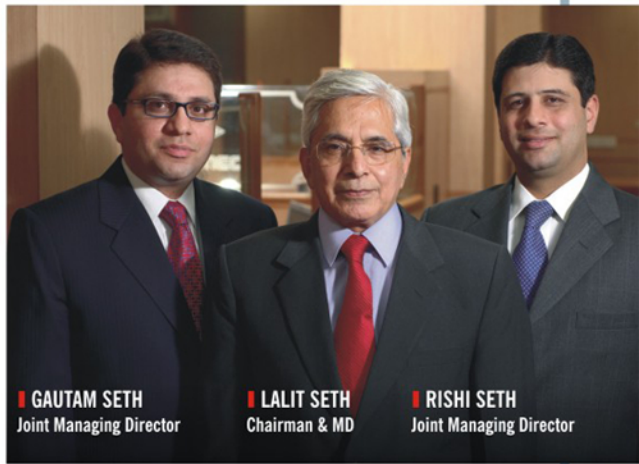 GAUTAM SETH
Joint Managing Director
LALIT SETH
Chairman & MD
RISHI SETH
Joint Managing Director